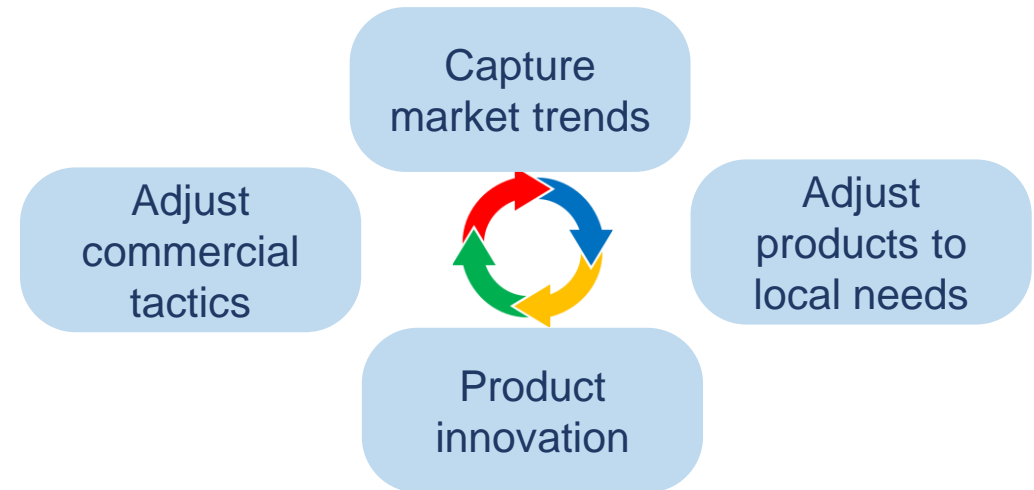 Capture
market trends
Adjust
commercial
tactics
Adjust
products to
local needs
Product
innovation